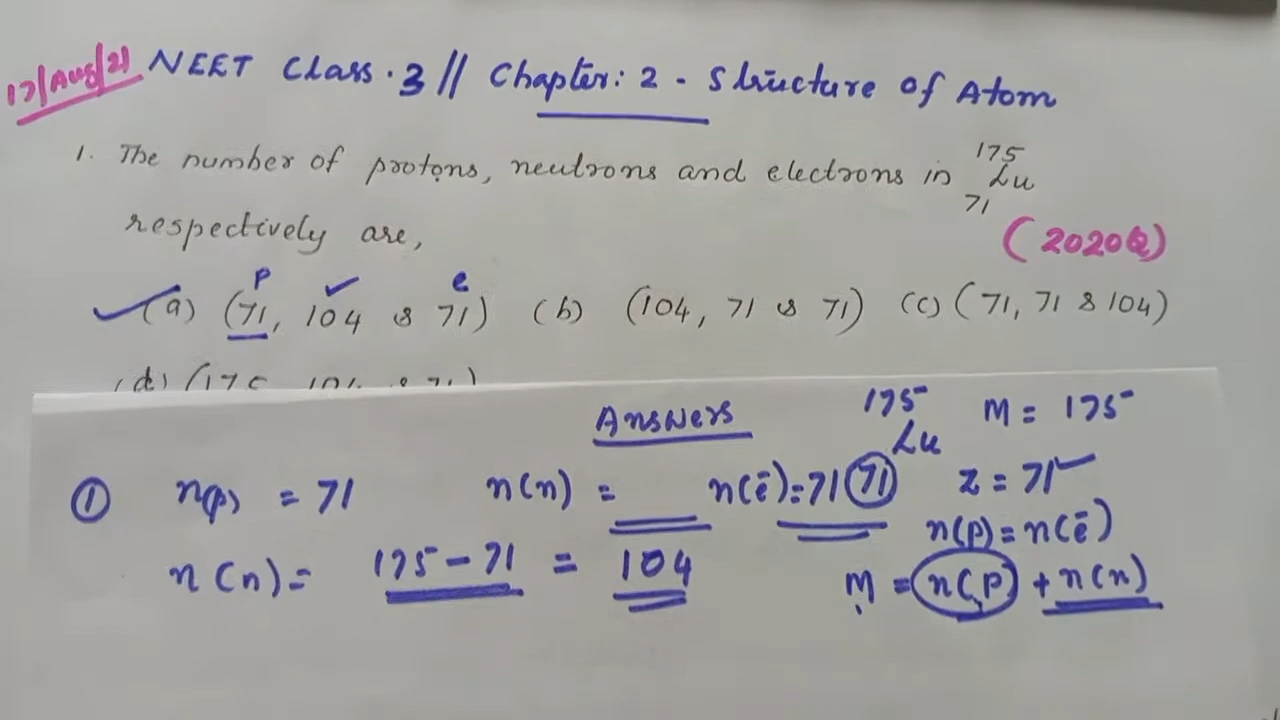 17/Aug/21 NEET Class.3 // Chapter: 2 - Structure of Atom
1. The number of protons, neutrons and electrons in ¹⁷⁵₇₁Lu
respectively are,
(2020Q)
p ✓ e
✓(a) (71, 104 & 71) (b) (104, 71 & 71) (c) (71, 71 & 104)
(d) (175, 104 & 71)
Answers
175 Lu 71 M = 175
① n(p) = 71 n(n) = n(ē) = 71 Z = 71 ✓
n(p) = n(ē)
n(n) = 175 - 71 = 104 M = n(p) + n(n)